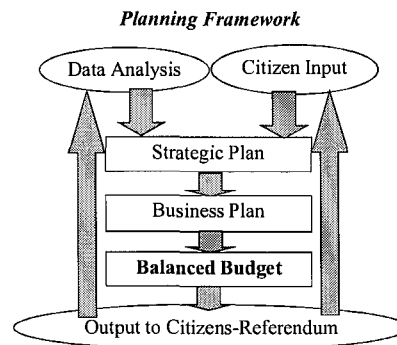 Planning Framework
Data Analysis
Citizen Input
Strategic Plan
Business Plan
Balanced Budget
Output to Citizens-Referendum